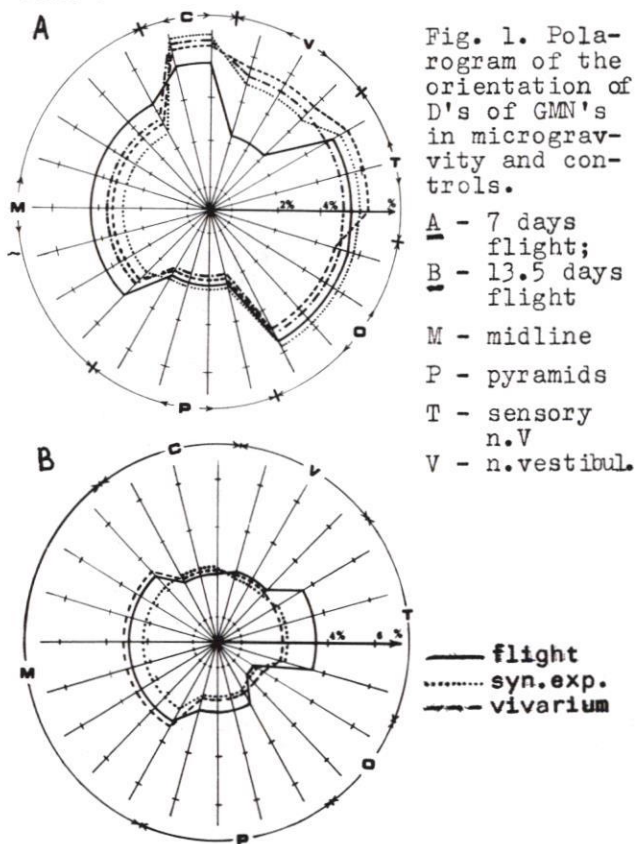 A
C
V
T
O
P
M
2% 4% %
Fig. 1. Pola-
rogram of the
orientation of
D's of GMN's
in microgra-
vity and con-
trols.
A - 7 days
flight;
B - 13.5 days
flight
M - midline
P - pyramids
T - sensory
n.V
V - n.vestibul.
B
C
V
T
O
P
M
4% 6 %
flight
syn.exp.
vivarium